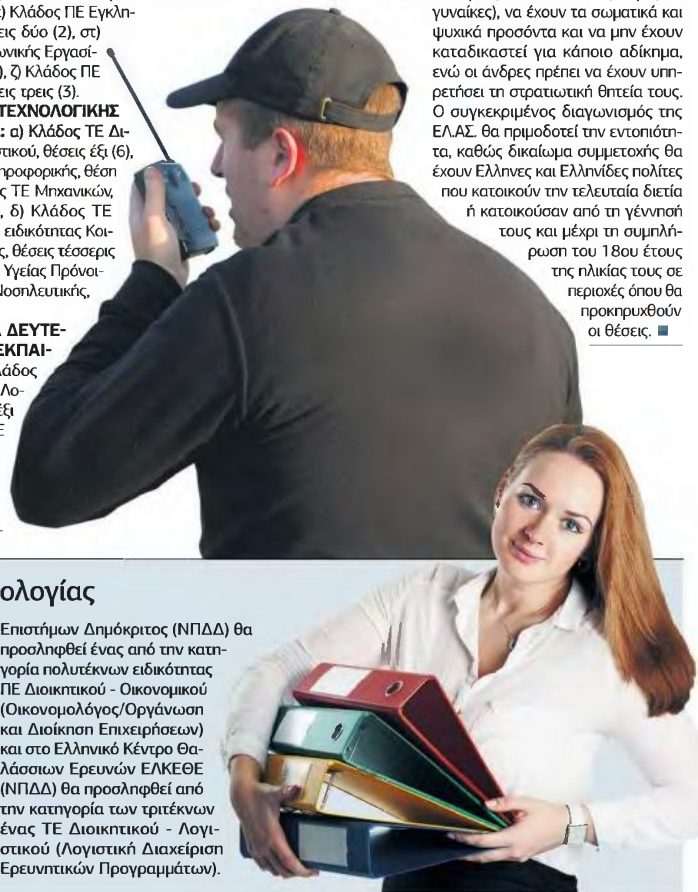 ) Κλάδος ΠΕ Εγκλη-
εις δύο (2), στ)
ωνικής Εργασί-
), ζ) Κλάδος ΠΕ
εις τρεις (3).
ΤΕΧΝΟΛΟΓΙΚΗΣ
: α) Κλάδος ΤΕ Δι-
τικού, θέσεις έξι (6),
ηροφορικής, θέση
ς ΤΕ Μηχανικών,
, δ) Κλάδος ΤΕ
ειδικότητας Κοι-
ς, θέσεις τέσσερις
Υγείας Πρόνοι-
Νοσηλευτικής,
ΔΕΥΤΕ-
ΕΚΠΑΙ-
λάδος
Λο-
έξι
Ε
γυναίκες), να έχουν τα σωματικά και
ψυχικά προσόντα και να μην έχουν
καταδικαστεί για κάποιο αδίκημα,
ενώ οι άνδρες πρέπει να έχουν υπη-
ρετήσει τη στρατιωτική θητεία τους.
Ο συγκεκριμένος διαγωνισμός της
ΕΛ.ΑΣ. θα πριμοδοτεί την εντοπιότη-
τα, καθώς δικαίωμα συμμετοχής θα
έχουν Ελληνες και Ελληνίδες πολίτες
που κατοικούν την τελευταία διετία
ή κατοικούσαν από τη γέννησή
τους και μέχρι τη συμπλή-
ρωση του 18ου έτους
της ηλικίας τους σε
περιοχές όπου θα
προκηρυχθούν
οι θέσεις.
ολογίας
Επιστήμων Δημόκριτος (ΝΠΔΔ) θα
προσληφθεί ένας από την κατη-
γορία πολυτέκνων ειδικότητας
ΠΕ Διοικητικού - Οικονομικού
(Οικονομολόγος/Οργάνωση
και Διοίκηση Επιχειρήσεων)
και στο Ελληνικό Κέντρο Θα-
λάσσιων Ερευνών ΕΛΚΕΘΕ
(ΝΠΔΔ) θα προσληφθεί από
την κατηγορία των τριτέκνων
ένας ΤΕ Διοικητικού - Λογι-
στικού (Λογιστική Διαχείριση
Ερευνητικών Προγραμμάτων).